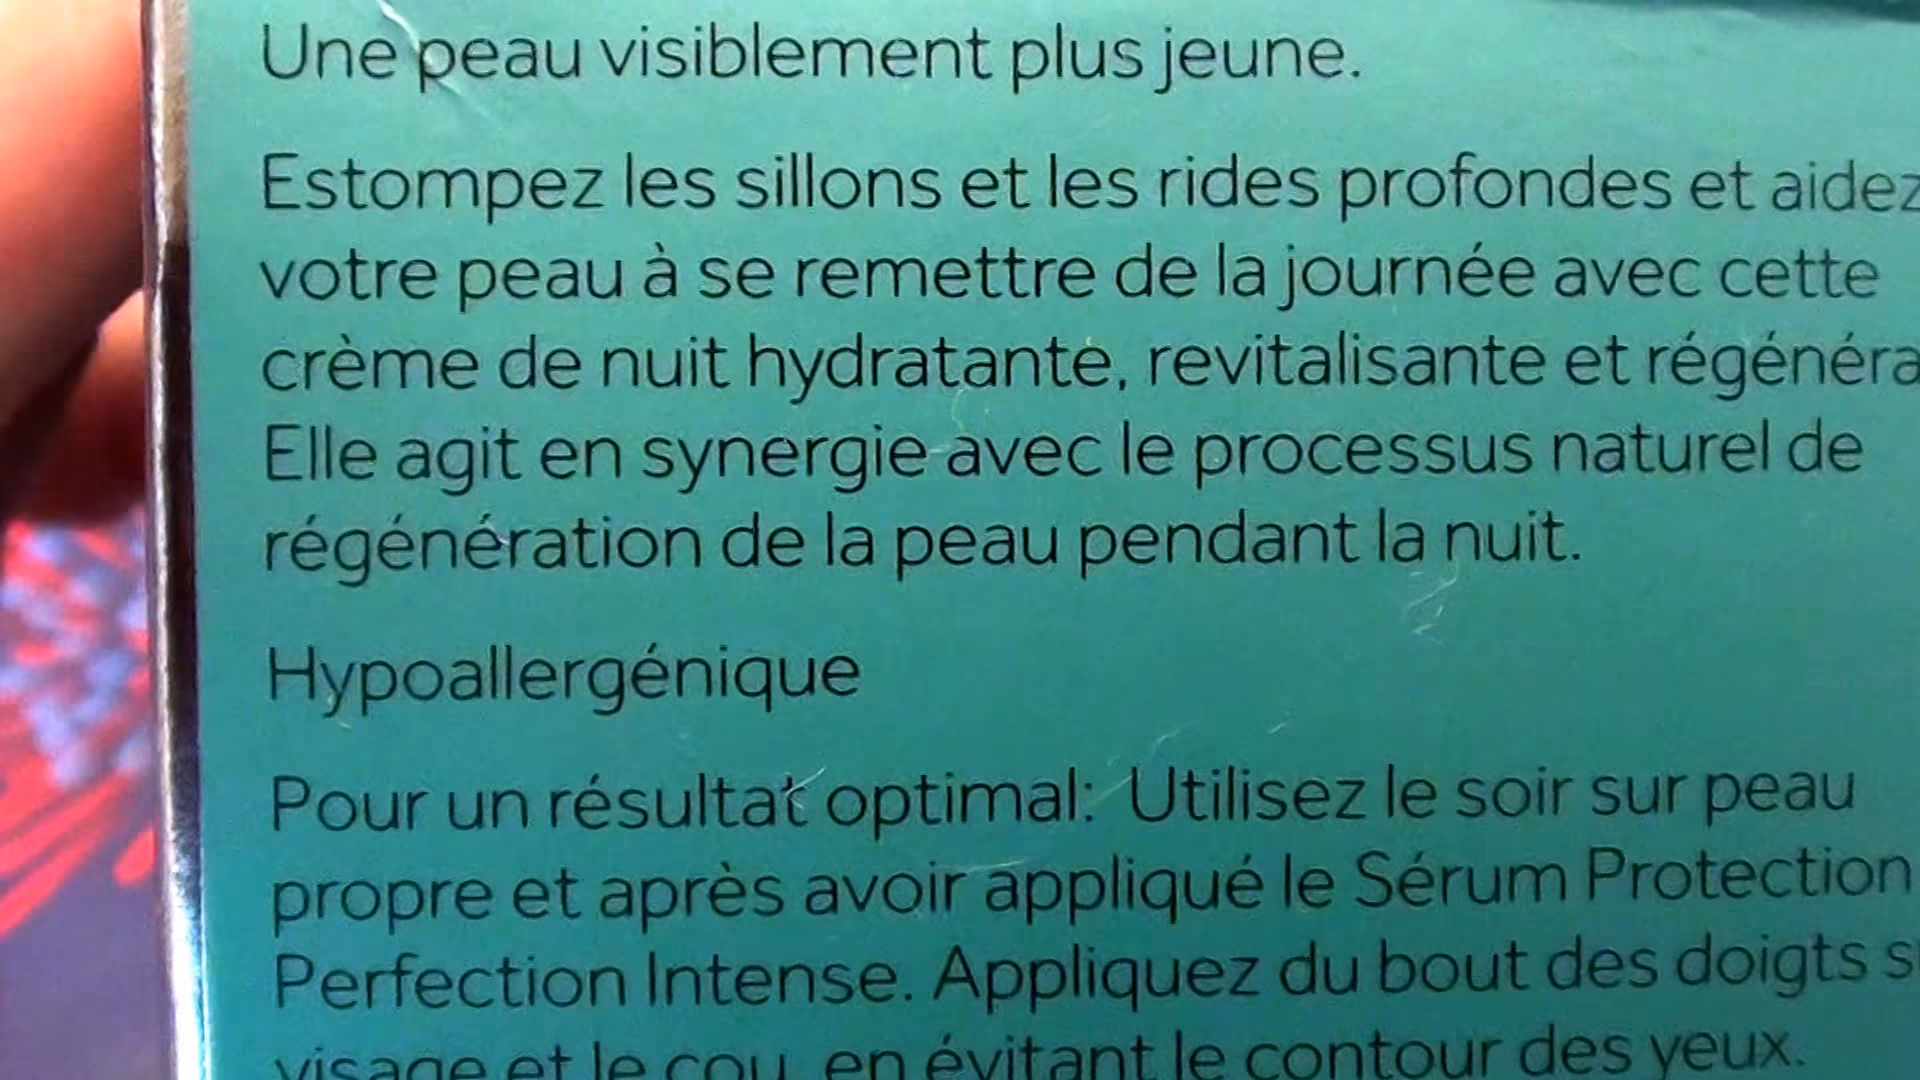 Une peau visiblement plus jeune.
Estompez les sillons et les rides profondes et aidez
votre peau à se remettre de la journée avec cette
crème de nuit hydratante, revitalisante et
Elle agit en synergie avec le processus naturel de
régénération de la peau pendant la nuit.
Hypoallergénique
Pour un résultat optimal: Utilisez le soir sur peau
propre et après avoir appliqué le Sérum Protection
Perfection Intense. Appliquez du bout des doigts
visage et le cou, en évitant le contour des yeux.